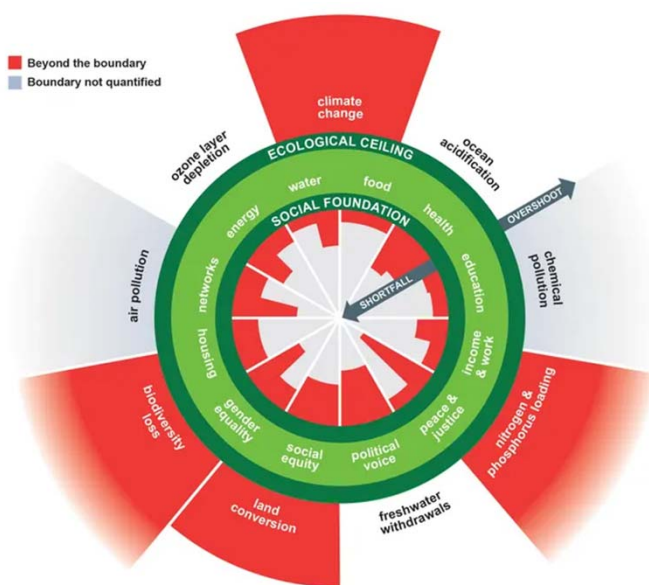 Beyond the boundary
Boundary not quantified
climate
change
ozone layer
depletion
ocean
acidification
ECOLOGICAL CEILING
water
food
energy
health
SOCIAL FOUNDATION
OVERSHOOT
air pollution
networks
SHORTFALL
education
chemical
pollution
housing
income
& work
biodiversity
loss
gender
equality
social
equity
political
voice
peace &
justice
nitrogen &
phosphorus loading
land
conversion
freshwater
withdrawals